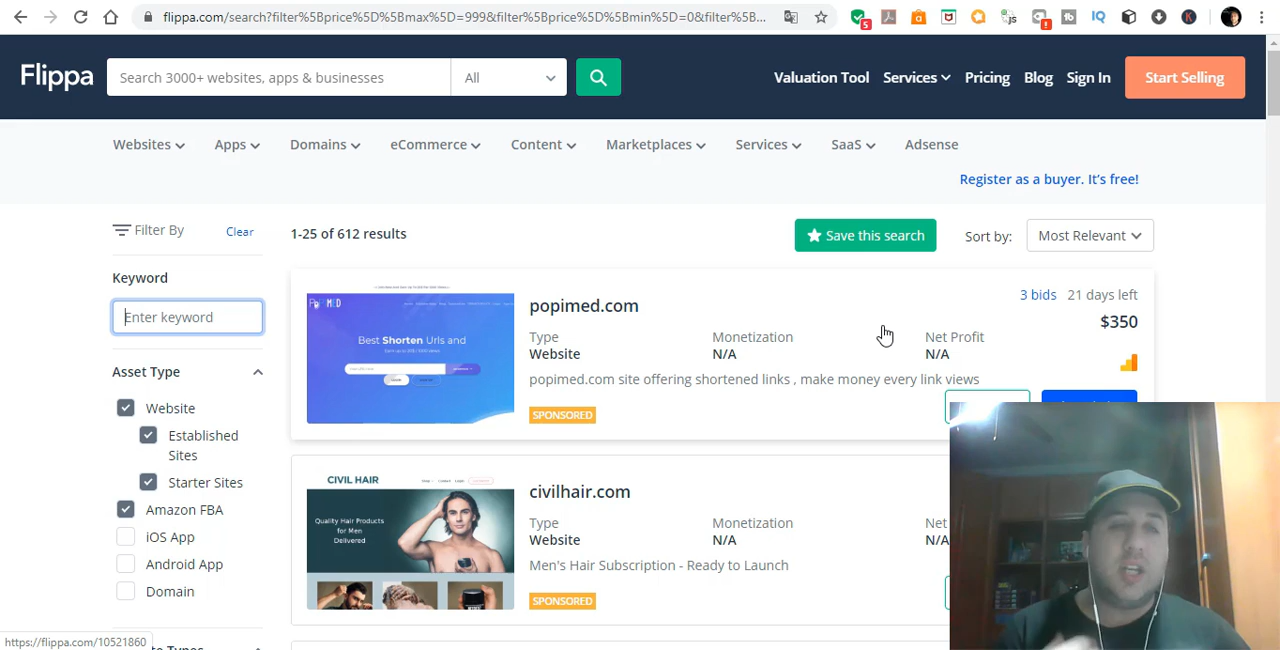 flippa.com/search?filter%5Bprice%5D%5Bmax%5D=999&filter%5Bprice%5D%5Bmin%5D=0&filter%5B...
Flippa
Search 3000+ websites, apps & businesses
All
Valuation Tool
Services
Pricing
Blog
Sign In
Start Selling
Websites
Apps
Domains
eCommerce
Content
Marketplaces
Services
SaaS
Adsense
Register as a buyer. It's free!
Filter By
Clear
1-25 of 612 results
Save this search
Sort by:
Most Relevant
Keyword
Enter keyword
Asset Type
Website
Established
Sites
Starter Sites
Amazon FBA
iOS App
Android App
Domain
popimed.com
3 bids
21 days left
$350
Type
Website
Monetization
N/A
Net Profit
N/A
popimed.com site offering shortened links , make money every link views
SPONSORED
Best Shorten Urls and
CIVIL HAIR
Quality Hair Products
for Men
Delivered
civilhair.com
Type
Website
Monetization
N/A
Net
N/A
Men's Hair Subscription - Ready to Launch
SPONSORED
https://flippa.com/10521860